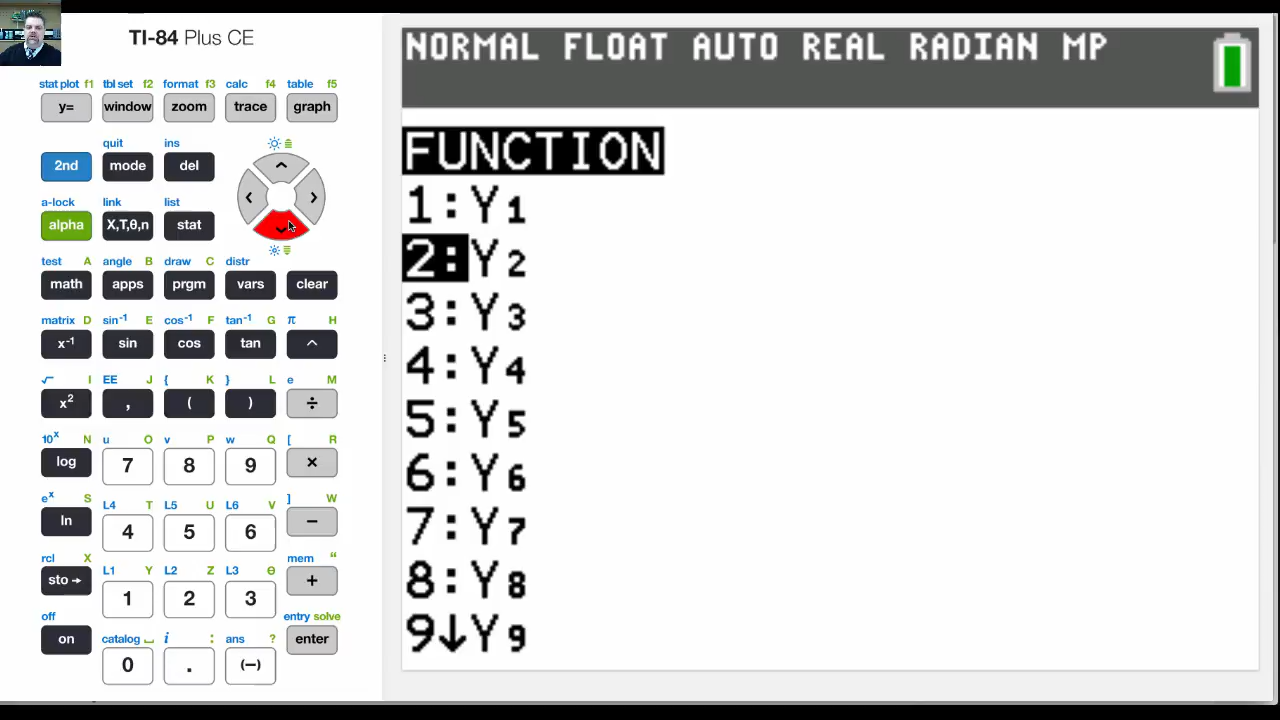 TI-84 Plus CE
stat plot f1 tbl set f2 format f3 calc f4 table f5
y= window zoom trace graph
quit ins
2nd mode del
a-lock link list
alpha X,T,θ,n stat
test A angle B draw C distr
math apps prgm vars clear
matrix D sin⁻¹ E cos⁻¹ F tan⁻¹ G π H
x⁻¹ sin cos tan ^
√ I EE J { K } L e M
x² , ( ) ÷
10ˣ N u O v P w Q [ R
log 7 8 9 ×
eˣ S L4 T L5 U L6 V ] W
ln 4 5 6 −
rcl X L1 Y L2 Z L3 θ mem “
sto→ 1 2 3 +
off catalog ⎵ i : ans ? entry solve
on 0 . (−) enter
NORMAL FLOAT AUTO REAL RADIAN MP
FUNCTION
1:Y₁
2:Y₂
3:Y₃
4:Y₄
5:Y₅
6:Y₆
7:Y₇
8:Y₈
9↓Y₉